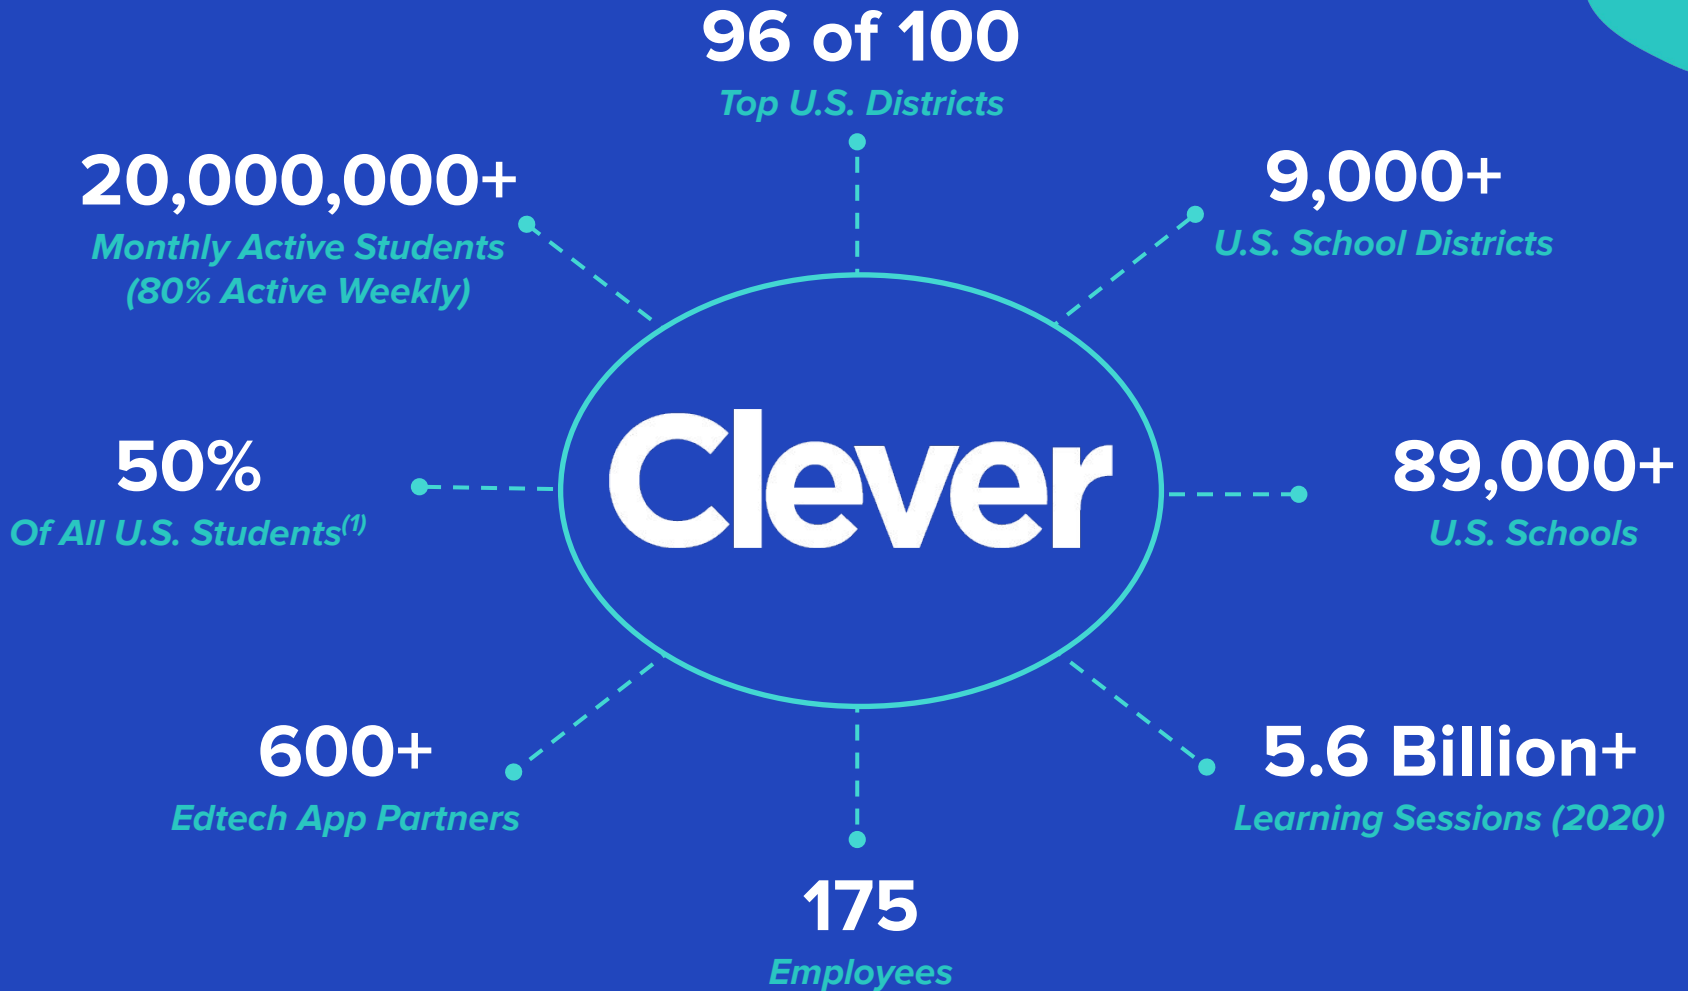 96 of 100
Top U.S. Districts
20,000,000+
Monthly Active Students
(80% Active Weekly)
9,000+
U.S. School Districts
50%
Of All U.S. Students(1)
Clever
89,000+
U.S. Schools
600+
Edtech App Partners
5.6 Billion+
Learning Sessions (2020)
175
Employees